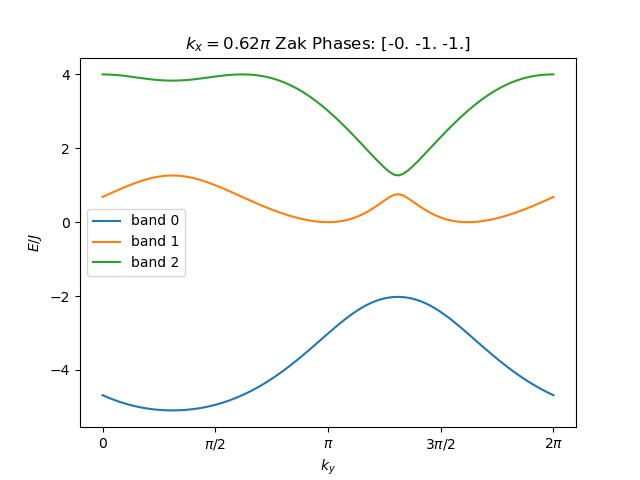 $k_x = 0.62\pi$ Zak Phases: [-0. -1. -1.]
4
2
0
−2
−4
E/J
band 0
band 1
band 2
0
π/2
π
3π/2
2π
$k_y$